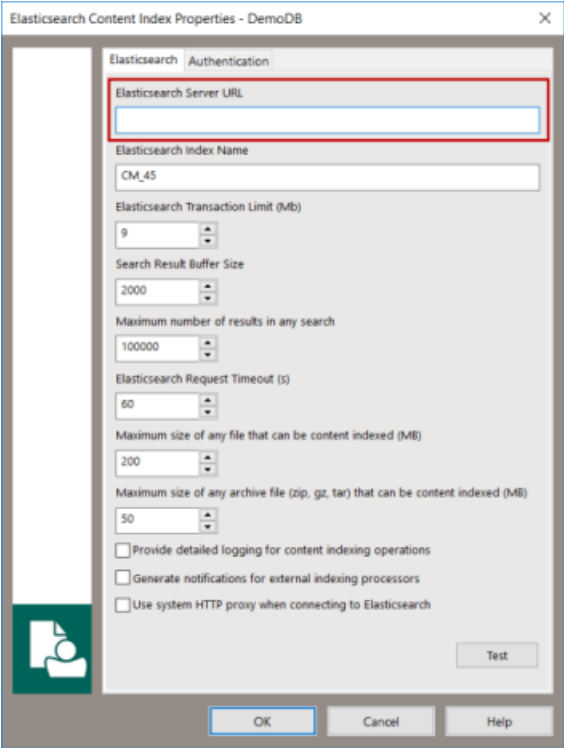 Elasticsearch Content Index Properties - DemoDB
Elasticsearch Authentication
Elasticsearch Server URL
Elasticsearch Index Name
CM_45
Elasticsearch Transaction Limit (Mb)
9
Search Result Buffer Size
2000
Maximum number of results in any search
100000
Elasticsearch Request Timeout (s)
60
Maximum size of any file that can be content indexed (MB)
200
Maximum size of any archive file (zip, gz, tar) that can be content indexed (MB)
50
Provide detailed logging for content indexing operations
Generate notifications for external indexing processors
Use system HTTP proxy when connecting to Elasticsearch
Test
OK Cancel Help